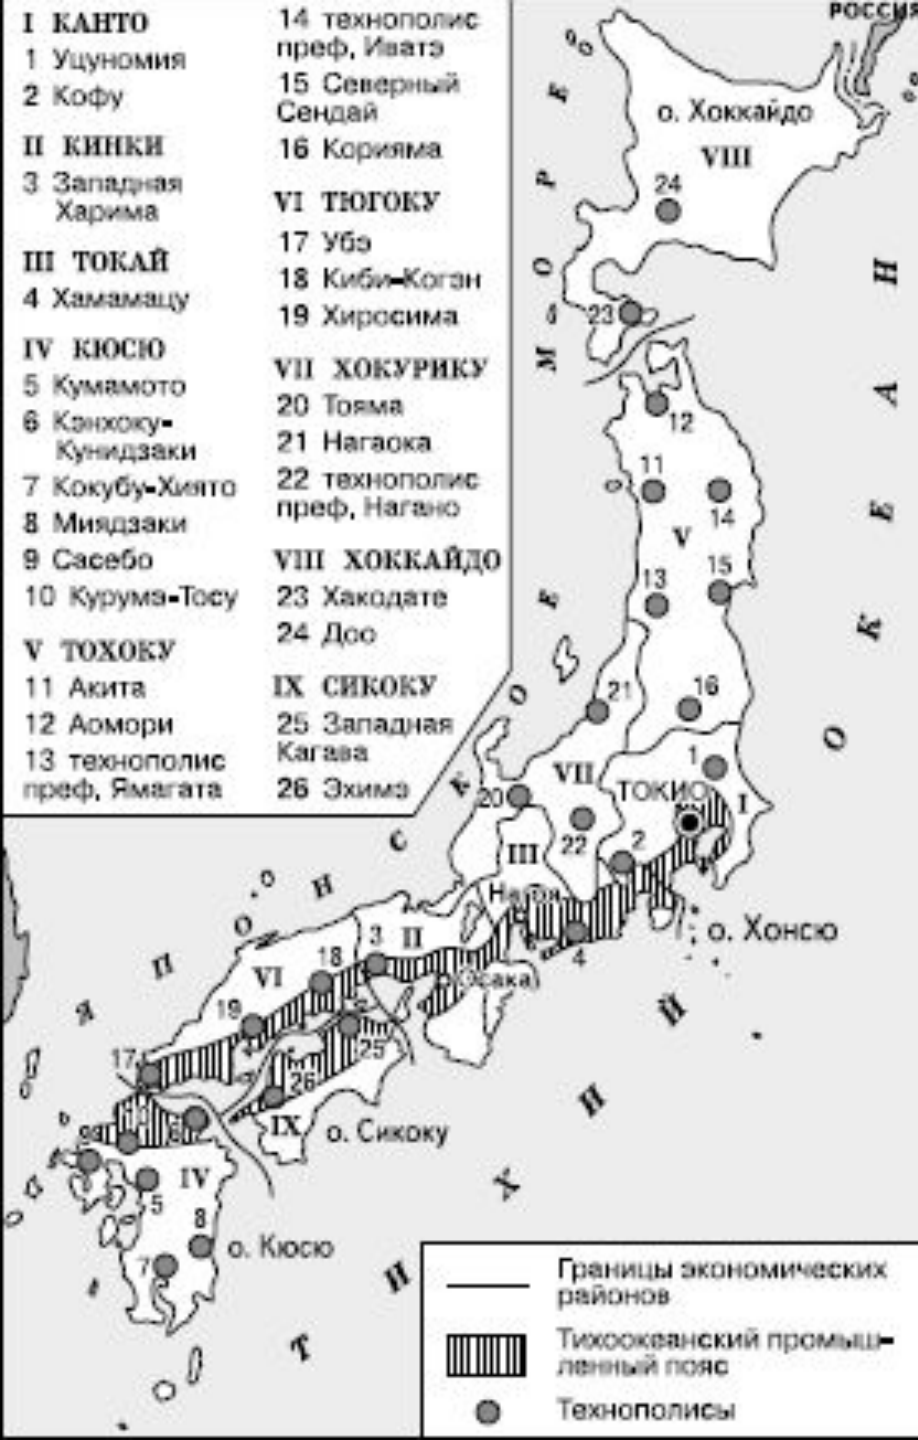 I КАНТО
1 Уцуномия
2 Кофу
II КИНКИ
3 Западная
Харима
III ТОКАЙ
4 Хамамацу
IV КЮСЮ
5 Кумамото
6 Кэнхоку-
Кунидзаки
7 Кокубу-Хиято
8 Миядзаки
9 Сасебо
10 Курумэ-Тосу
V ТОХОКУ
11 Акита
12 Аомори
13 технополис
преф, Ямагата
14 технополис
преф, Иватэ
15 Северный
Сендай
16 Корияма
VI ТЮГОКУ
17 Убэ
18 Киби-Когэн
19 Хиросима
VII ХОКУРИКУ
20 Тояма
21 Нагаока
22 технополис
преф, Нагано
VIII ХОККАЙДО
23 Хакодате
24 Доо
IX СИКОКУ
25 Западная
Кагава
26 Эхимэ
РОССИЯ
о. Хоккайдо
VIII
24
23
12
11
14
V
13
15
21
16
1
VII
ТОКИО
I
20
22
2
III
Нагоя
о. Хонсю
3
II
4
18
VI
(Осака)
19
25
17
26
IX
о. Сикоку
9
6
IV
5
8
о. Кюсю
7
ЯПОНСКОЕ МОРЕ
ТИХИЙ ОКЕАН
Границы экономических
районов
Тихоокеанский промыш-
ленный пояс
Технополисы